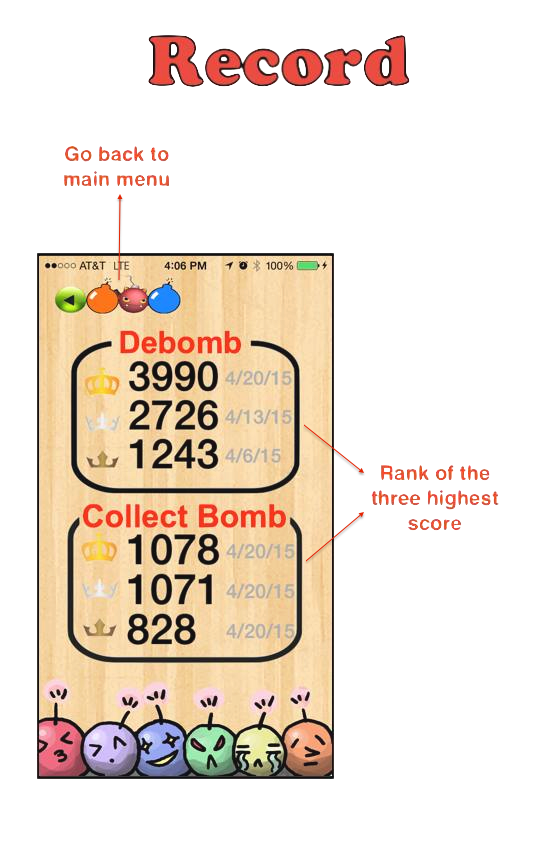 Record
Go back to
main menu
AT&T LTE 4:06 PM 100%
Debomb
3990 4/20/15
2726 4/13/15
1243 4/6/15
Collect Bomb
1078 4/20/15
1071 4/20/15
828 4/20/15
Rank of the
three highest
score